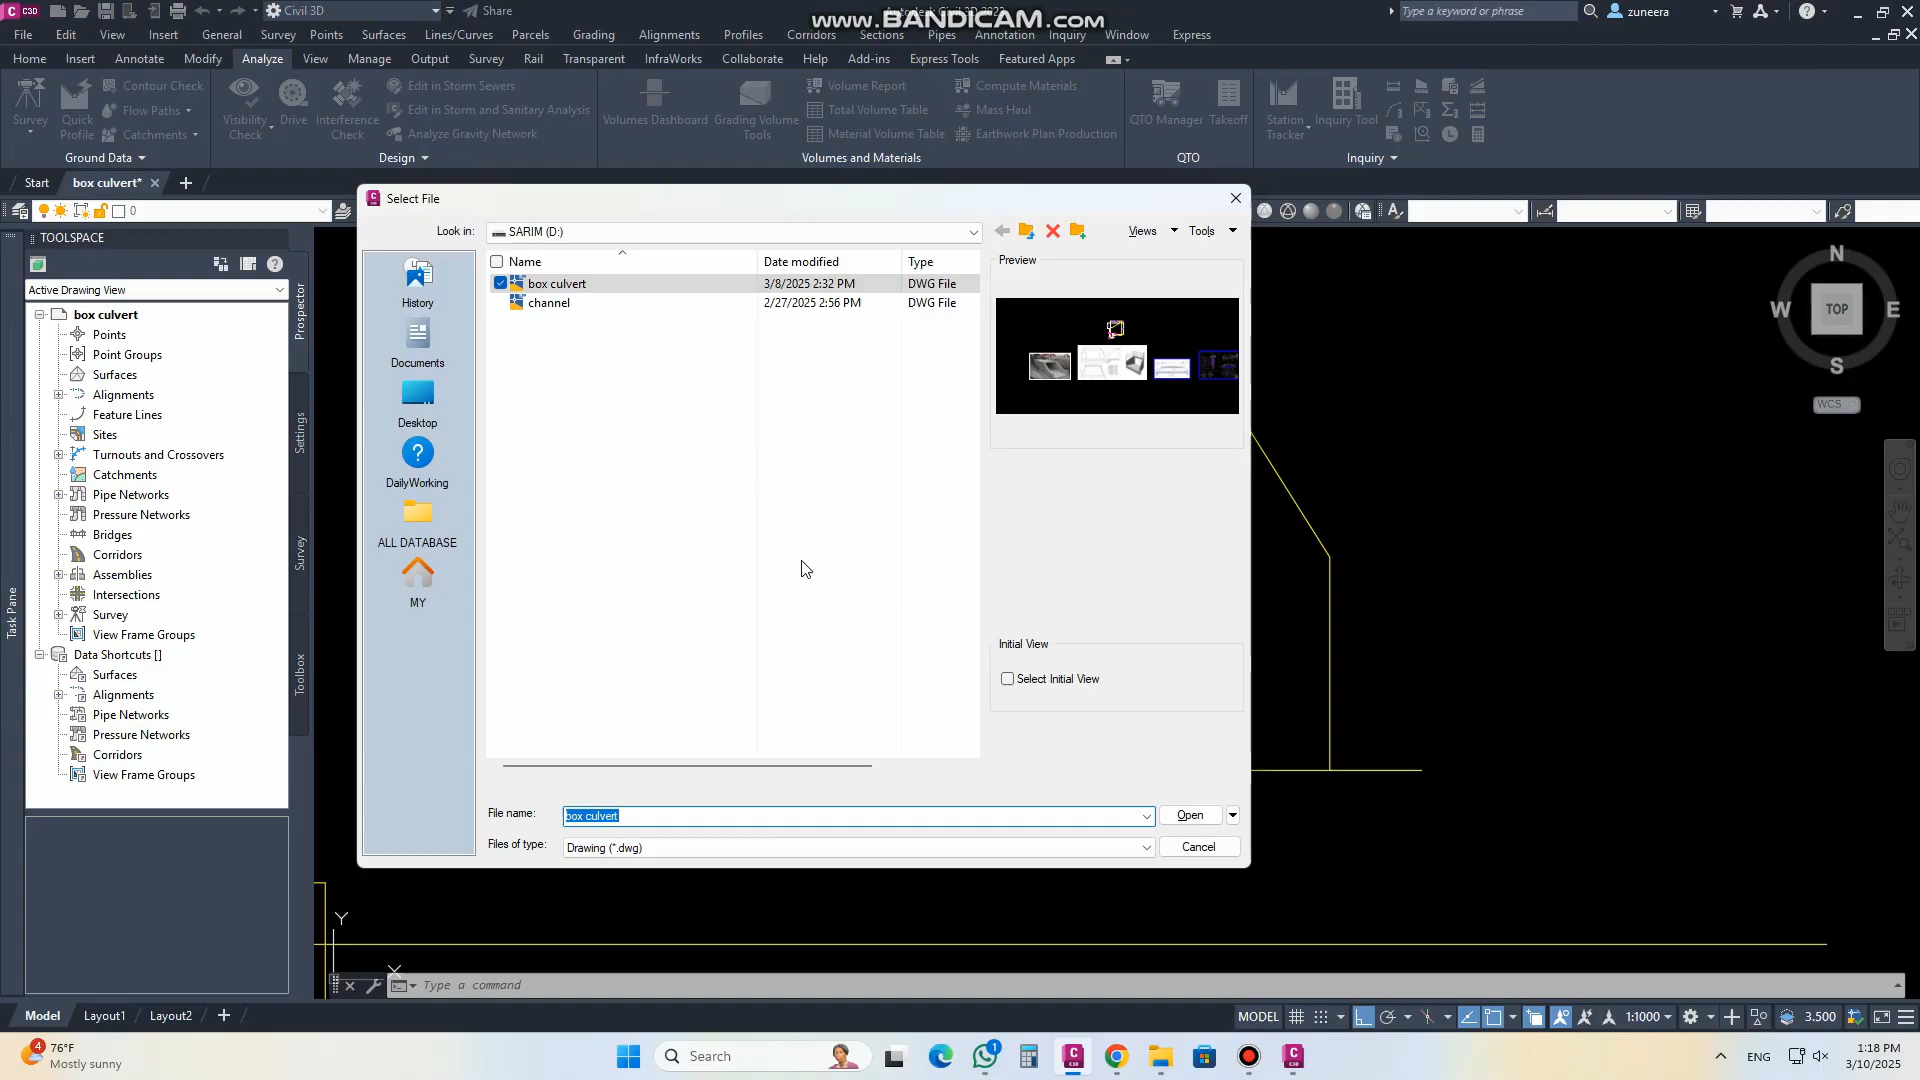 C3D Civil 3D Share www.BANDICAM.com Type a keyword or phrase zuneera
File Edit View Insert General Survey Points Surfaces Lines/Curves Parcels Grading Alignments Profiles Corridors Sections Pipes Annotation Inquiry Window Express
Home Insert Annotate Modify Analyze View Manage Output Survey Rail Transparent InfraWorks Collaborate Help Add-ins Express Tools Featured Apps
Contour Check Edit in Storm Sewers Volume Report Compute Materials
Flow Paths Edit in Storm and Sanitary Analysis Total Volume Table Mass Haul
Survey Quick Profile Catchments Visibility Check Drive Interference Check Analyze Gravity Network Volumes Dashboard Grading Volume Tools Material Volume Table Earthwork Plan Production QTO Manager Takeoff Station Tracker Inquiry Tool
Ground Data Design Volumes and Materials QTO Inquiry
Start box culvert*
0
TOOLSPACE
Active Drawing View
box culvert
Points
Point Groups
Surfaces
Alignments
Feature Lines
Sites
Turnouts and Crossovers
Catchments
Pipe Networks
Pressure Networks
Bridges
Corridors
Assemblies
Intersections
Survey
View Frame Groups
Data Shortcuts []
Surfaces
Alignments
Pipe Networks
Pressure Networks
Corridors
View Frame Groups
Prospector
Settings
Survey
Toolbox
Task Pane
Select File
Look in: SARIM (D:) Views Tools
Name Date modified Type
box culvert 3/8/2025 2:32 PM DWG File
channel 2/27/2025 2:56 PM DWG File
History
Documents
Desktop
DailyWorking
ALL DATABASE
MY
Preview
Initial View
Select Initial View
File name: box culvert Open
Files of type: Drawing (*.dwg) Cancel
N
W TOP E
S
WCS
Y
X
Type a command
Model Layout1 Layout2 + MODEL 1:1000 3.500
4 76°F
Mostly sunny
Search
1
ENG
1:18 PM
3/10/2025